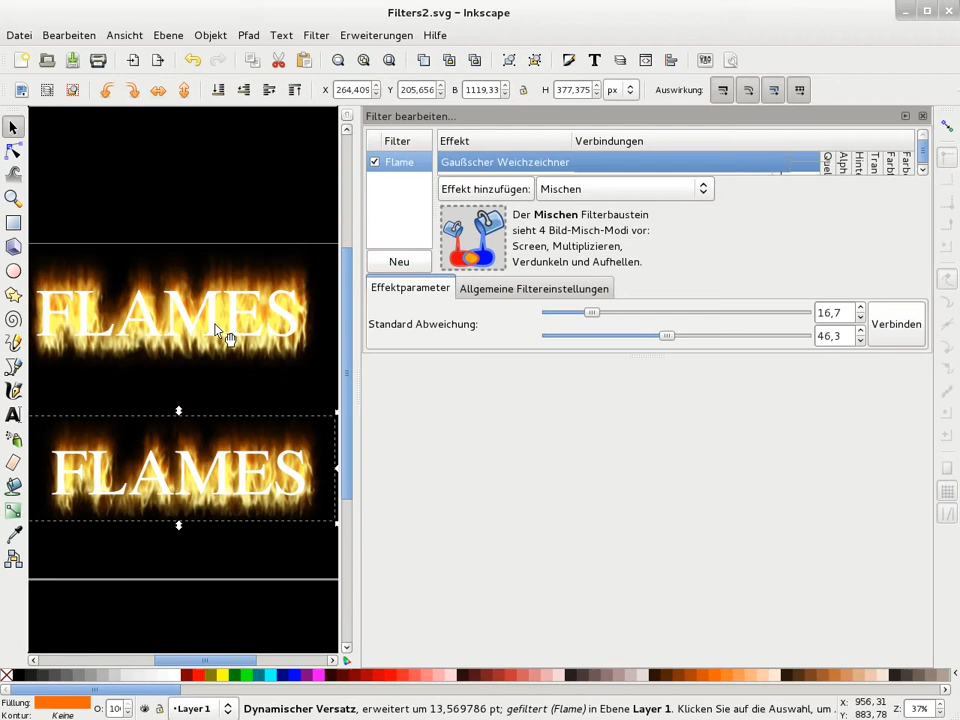 Filters2.svg – Inkscape
Datei Bearbeiten Ansicht Ebene Objekt Pfad Text Filter Erweiterungen Hilfe
X 264,409 Y 205,656 B 1119,33 H 377,375 px Auswirkung:
Filter bearbeiten...
Filter Effekt Verbindungen
Flame Gaußscher Weichzeichner
Effekt hinzufügen: Mischen
Der Mischen Filterbaustein
sieht 4 Bild-Misch-Modi vor:
Screen, Multiplizieren,
Verdunkeln und Aufhellen.
Neu
Effektparameter Allgemeine Filtereinstellungen
Standard Abweichung: 16,7 Verbinden
46,3
FLAMES
FLAMES
Füllung: O: 10 •Layer 1 Dynamischer Versatz, erweitert um 13,569786 pt; gefiltert (Flame) in Ebene Layer 1. Klicken Sie auf die Auswahl, um . X: 956,31 Z: 37%
Kontur: Keine Y: 883,78